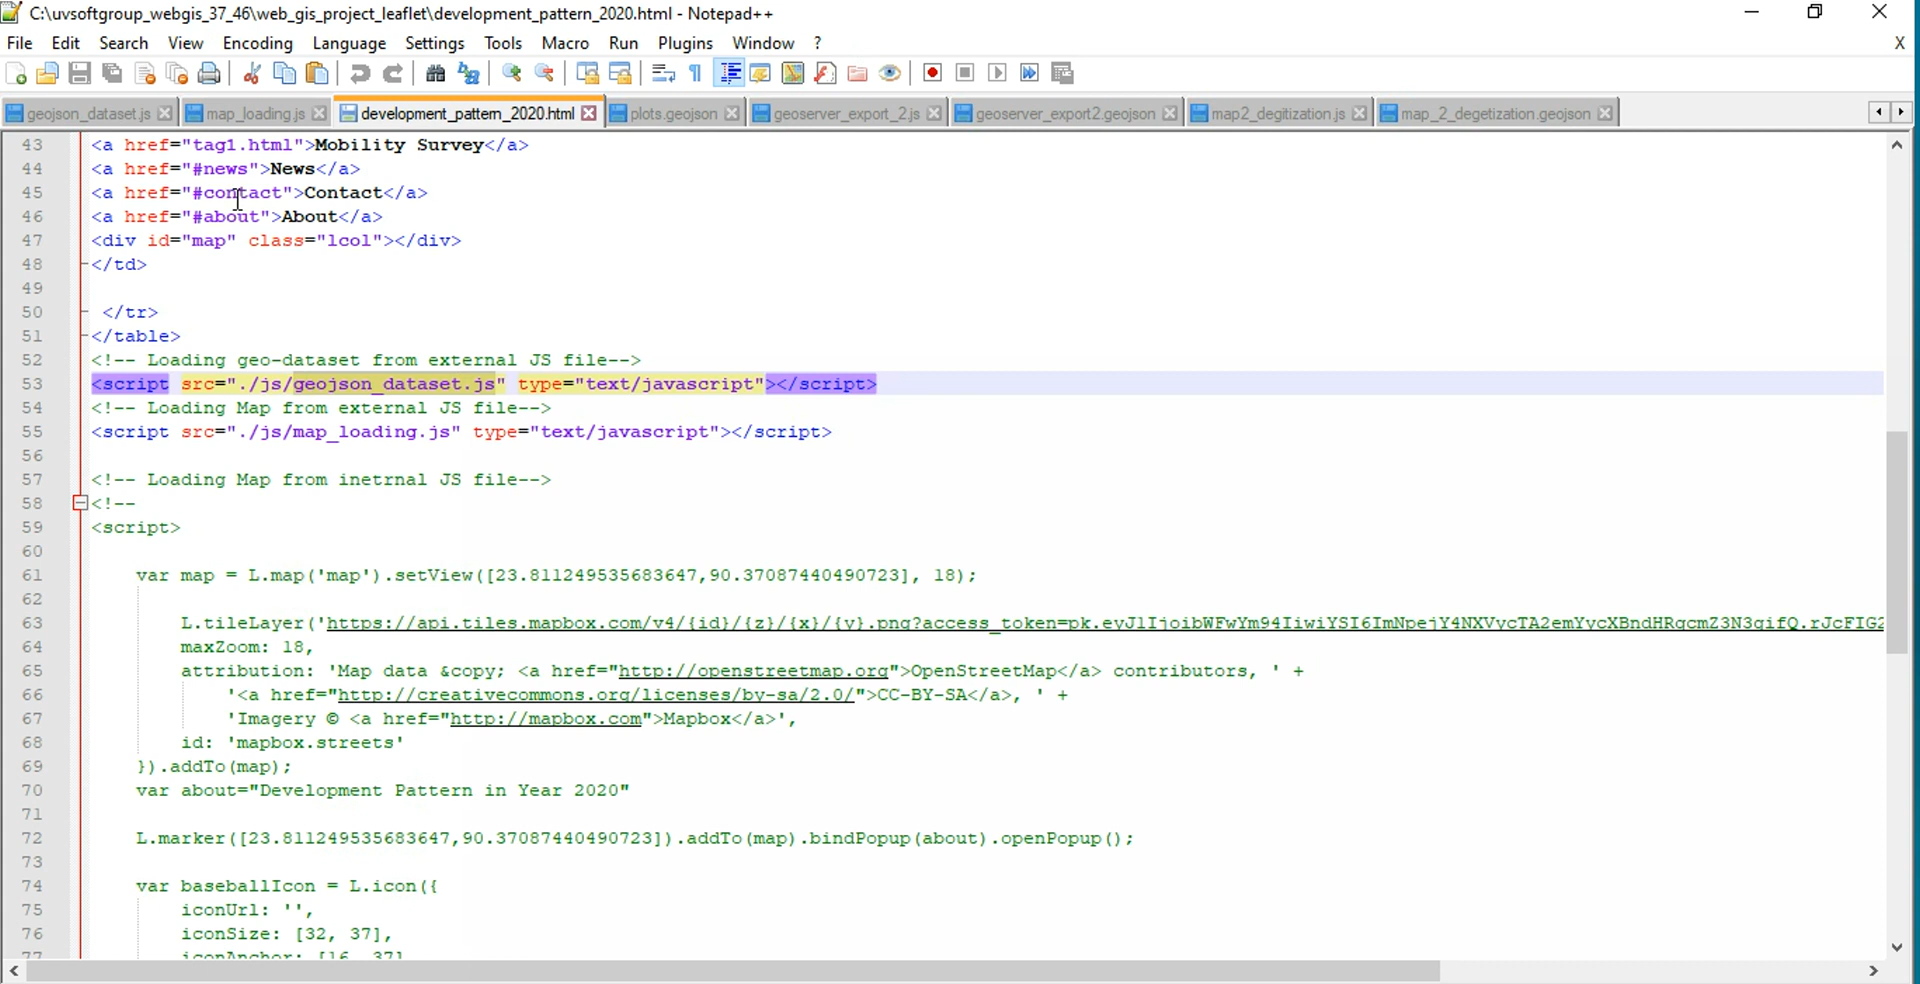 C:\uvsoftgroup_webgis_37_46\web_gis_project_leaflet\development_pattern_2020.html - Notepad++
File Edit Search View Encoding Language Settings Tools Macro Run Plugins Window ? X
geojson_dataset.js map_loading.js development_pattern_2020.html plots.geojson geoserver_export_2.js geoserver_export2.geojson map2_degitization.js map_2_degetization.geojson
43 <a href="tag1.html">Mobility Survey</a>
44 <a href="#news">News</a>
45 <a href="#contact">Contact</a>
46 <a href="#about">About</a>
47 <div id="map" class="lcol"></div>
48 </td>
49
50 </tr>
51 </table>
52 <!-- Loading geo-dataset from external JS file-->
53 <script src="./js/geojson_dataset.js" type="text/javascript"></script>
54 <!-- Loading Map from external JS file-->
55 <script src="./js/map_loading.js" type="text/javascript"></script>
56
57 <!-- Loading Map from inetrnal JS file-->
58 <!--
59 <script>
60
61 var map = L.map('map').setView([23.811249535683647,90.37087440490723], 18);
62
63 L.tileLayer('https://api.tiles.mapbox.com/v4/{id}/{z}/{x}/{y}.png?access_token=pk.eyJ1IjoibWFwYm94IiwiYSI6ImNpejY4NXVycTA2emYycXBndHRqcmZ3N3gifQ.rJcFIG2
64 maxZoom: 18,
65 attribution: 'Map data &copy; <a href="http://openstreetmap.org">OpenStreetMap</a> contributors, ' +
66 '<a href="http://creativecommons.org/licenses/by-sa/2.0/">CC-BY-SA</a>, ' +
67 'Imagery © <a href="http://mapbox.com">Mapbox</a>',
68 id: 'mapbox.streets'
69 }).addTo(map);
70 var about="Development Pattern in Year 2020"
71
72 L.marker([23.811249535683647,90.37087440490723]).addTo(map).bindPopup(about).openPopup();
73
74 var baseballIcon = L.icon({
75 iconUrl: '',
76 iconSize: [32, 37],
77 iconAnchor: [16, 37]